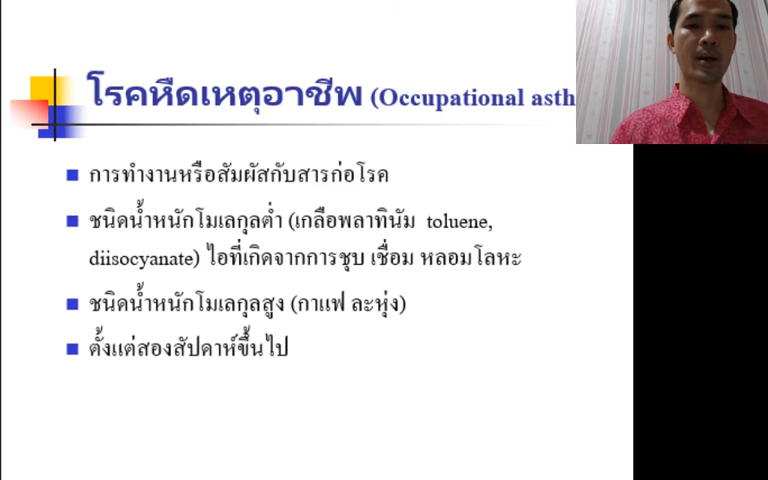 โรคหืดเหตุอาชีพ (Occupational asth
การทำงานหรือสัมผัสกับสารก่อโรค
ชนิดน้ำหนักโมเลกุลต่ำ (เกลือพลาทินัม toluene,
diisocyanate) ไอที่เกิดจากการชุบ เชื่อม หลอมโลหะ
ชนิดน้ำหนักโมเลกุลสูง (กาแฟ ละหุ่ง)
ตั้งแต่สองสัปดาห์ขึ้นไป